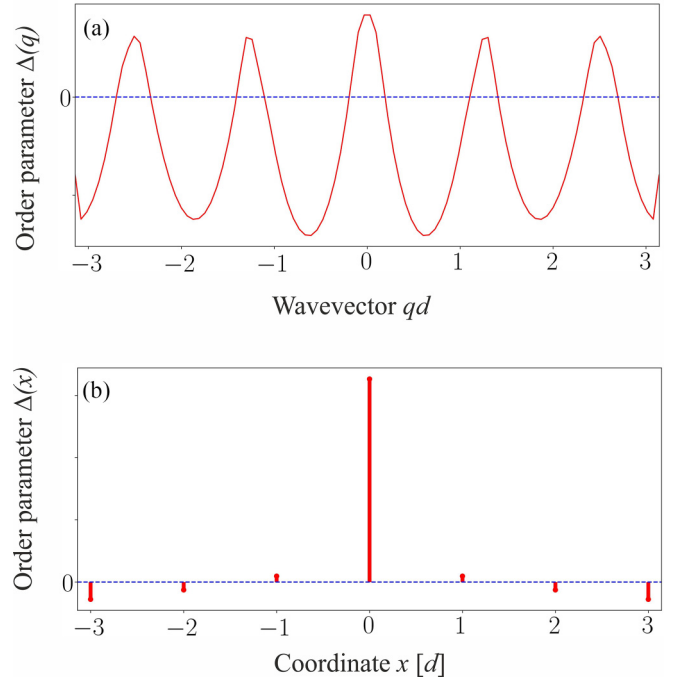 (a)
Order parameter Δ(q)
0
−3 −2 −1 0 1 2 3
Wavevector qd
(b)
Order parameter Δ(x)
0
−3 −2 −1 0 1 2 3
Coordinate x [d]